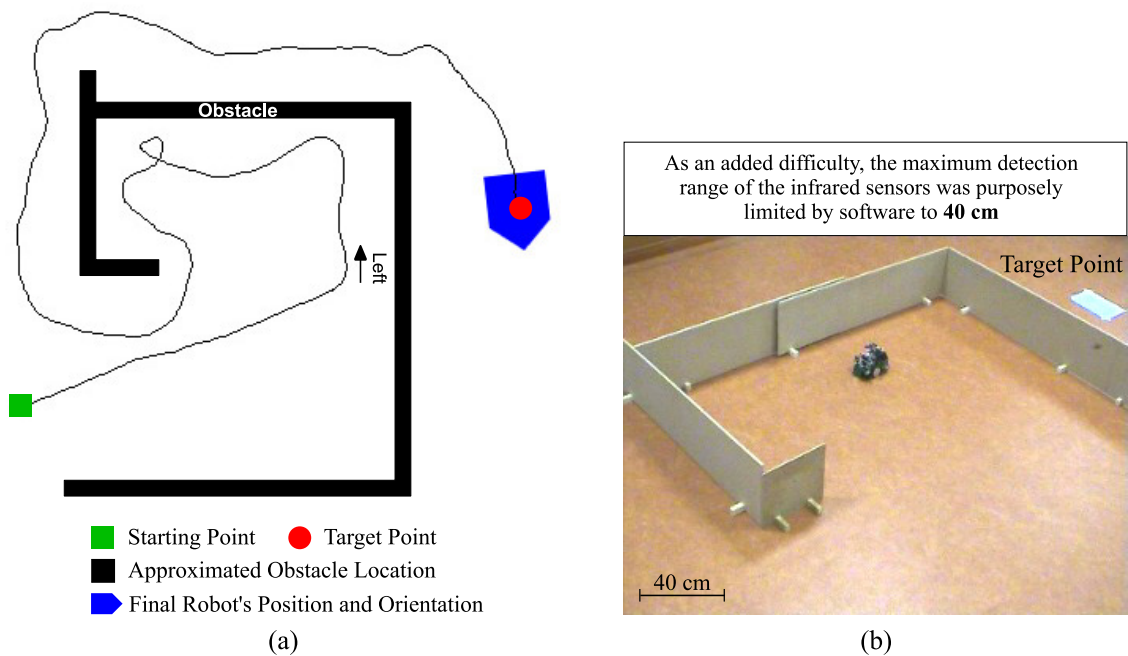 Obstacle
Left
Starting Point
Target Point
Approximated Obstacle Location
Final Robot's Position and Orientation
(a)
As an added difficulty, the maximum detection
range of the infrared sensors was purposely
limited by software to 40 cm
Target Point
40 cm
(b)